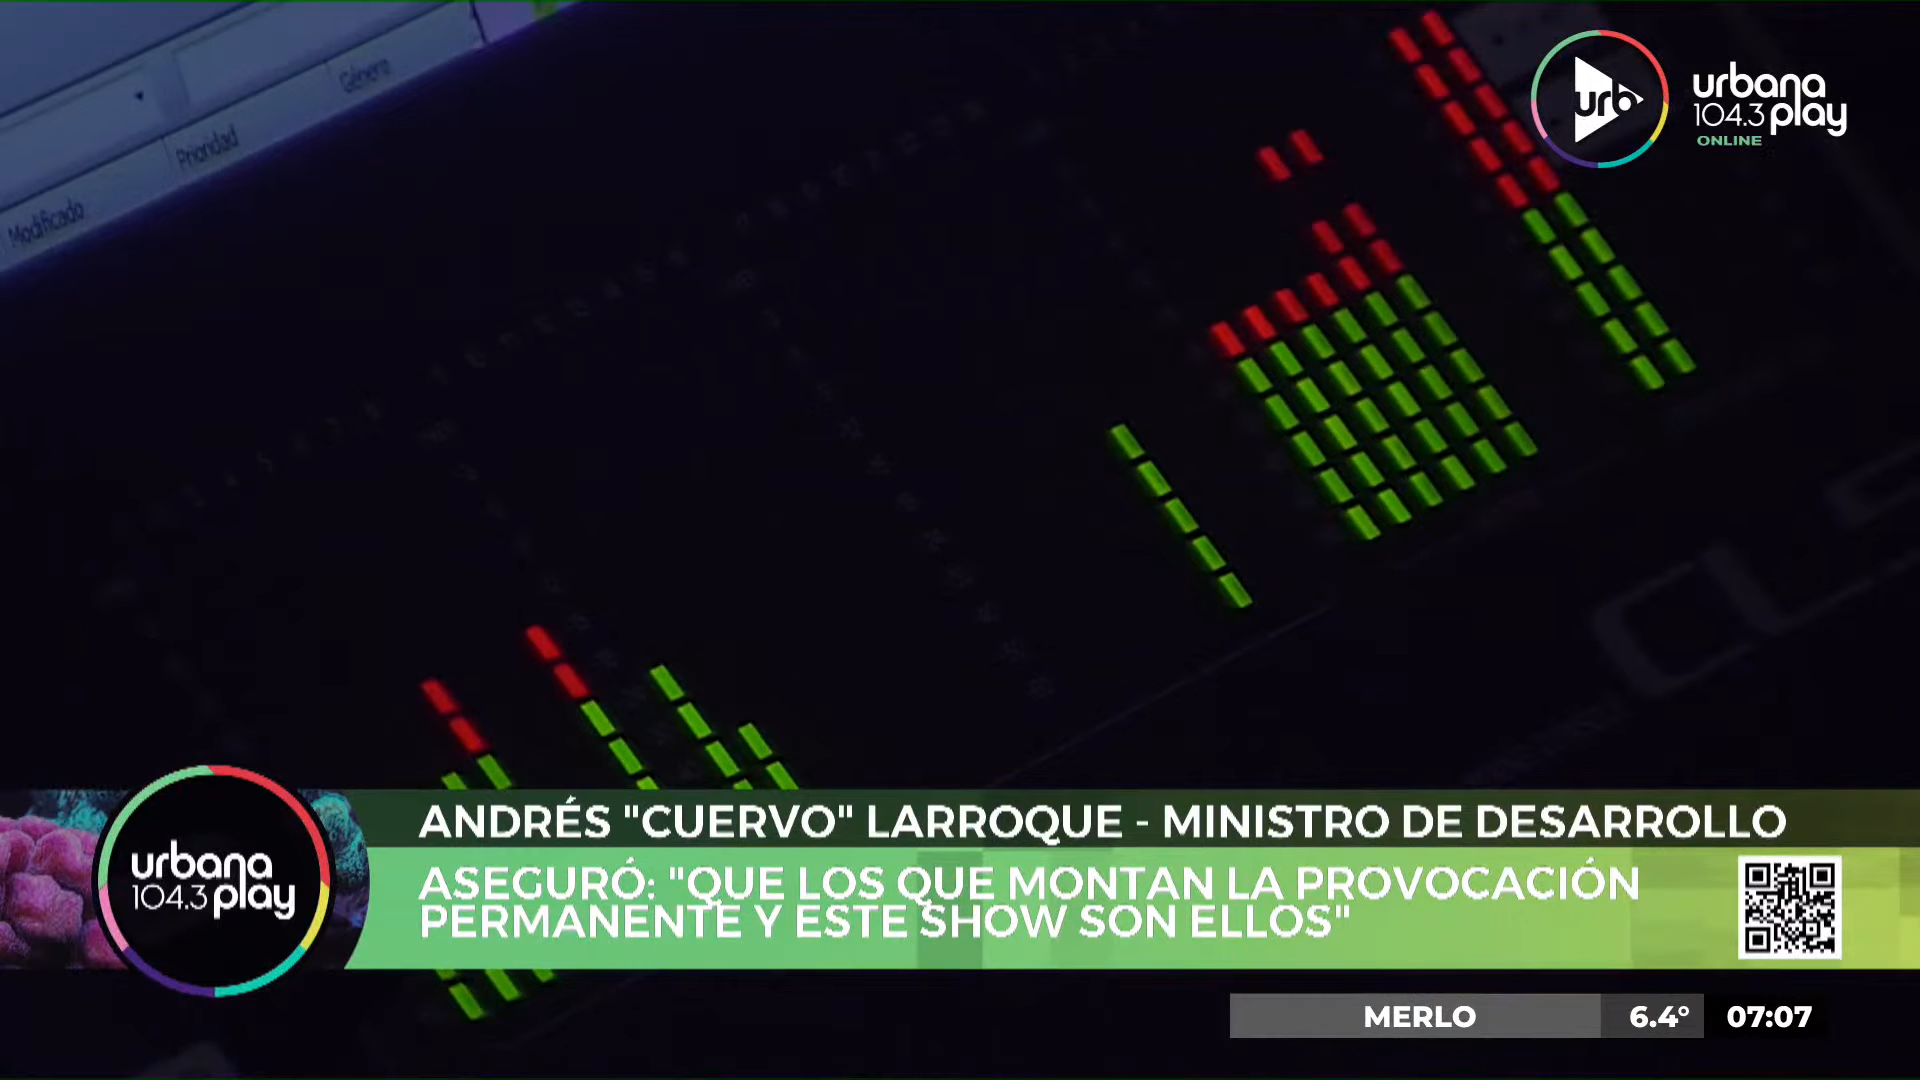 Género
Prioridad
Modificado
urb
urbana
104.3 play
ONLINE
ANDRÉS "CUERVO" LARROQUE - MINISTRO DE DESARROLLO
ASEGURÓ: "QUE LOS QUE MONTAN LA PROVOCACIÓN
PERMANENTE Y ESTE SHOW SON ELLOS"
urbana
104.3 play
MERLO 6.4° 07:07